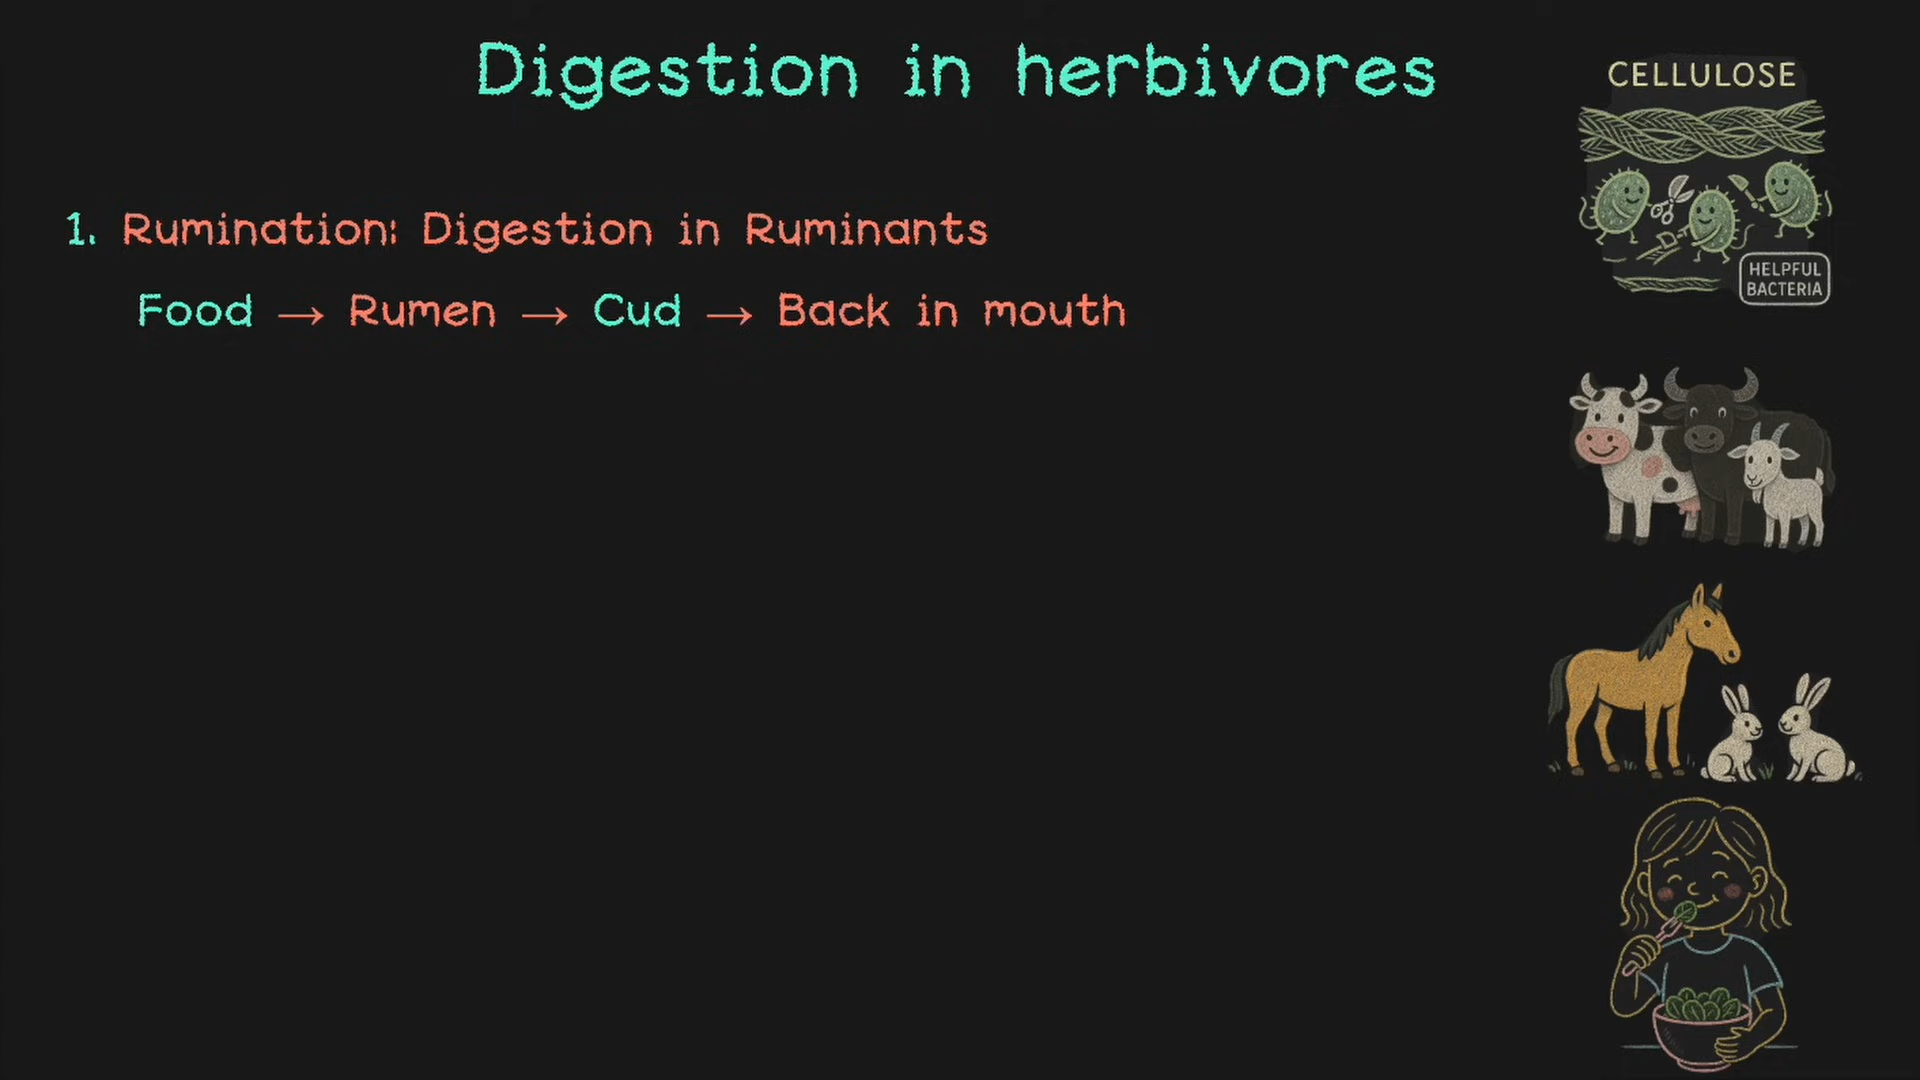 Digestion in herbivores
CELLULOSE
HELPFUL
BACTERIA
1. Rumination: Digestion in Ruminants
Food → Rumen → Cud → Back in mouth